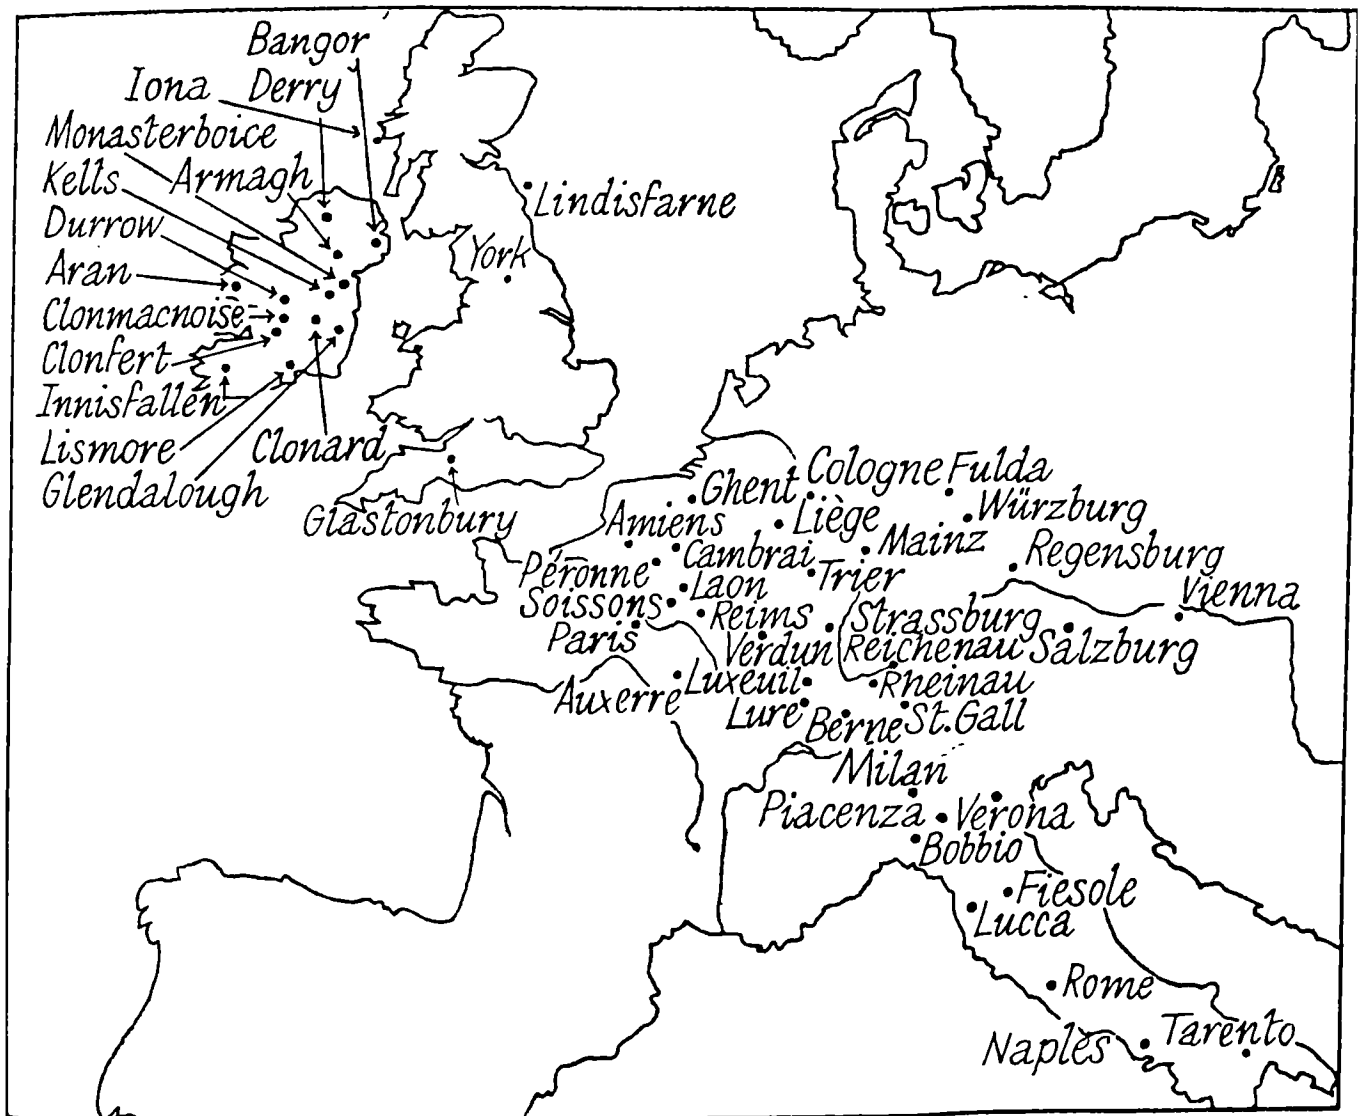 Bangor
Iona
Derry
Monasterboice
Kells
Armagh
Durrow
Aran
Clonmacnoise
Clonfert
Innisfallen
Lismore
Glendalough
Clonard
Glastonbury
Lindisfarne
York
Ghent
Cologne
Fulda
Amiens
Liège
Würzburg
Cambrai
Mainz
Péronne
Trier
Regensburg
Laon
Soissons
Reims
Strassburg
Vienna
Paris
Verdun
Reichenau
Salzburg
Auxerre
Luxeuil
Rheinau
Lure
Berne
St. Gall
Milan
Piacenza
Verona
Bobbio
Fiesole
Lucca
Rome
Naples
Tarento